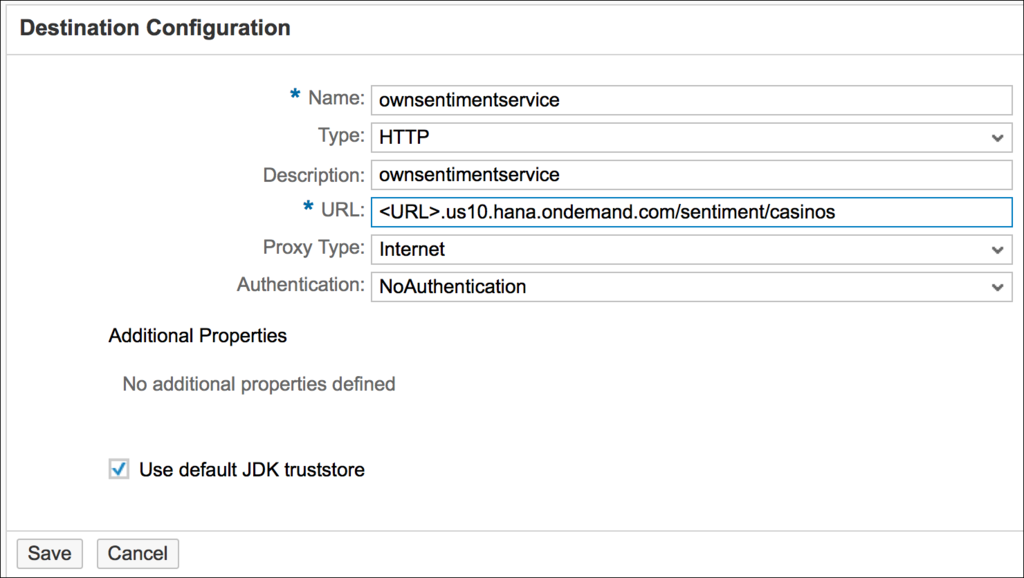 Destination Configuration
* Name: ownsentimentservice
Type: HTTP
Description: ownsentimentservice
* URL: <URL>.us10.hana.ondemand.com/sentiment/casinos
Proxy Type: Internet
Authentication: NoAuthentication
Additional Properties
No additional properties defined
Use default JDK truststore
Save Cancel